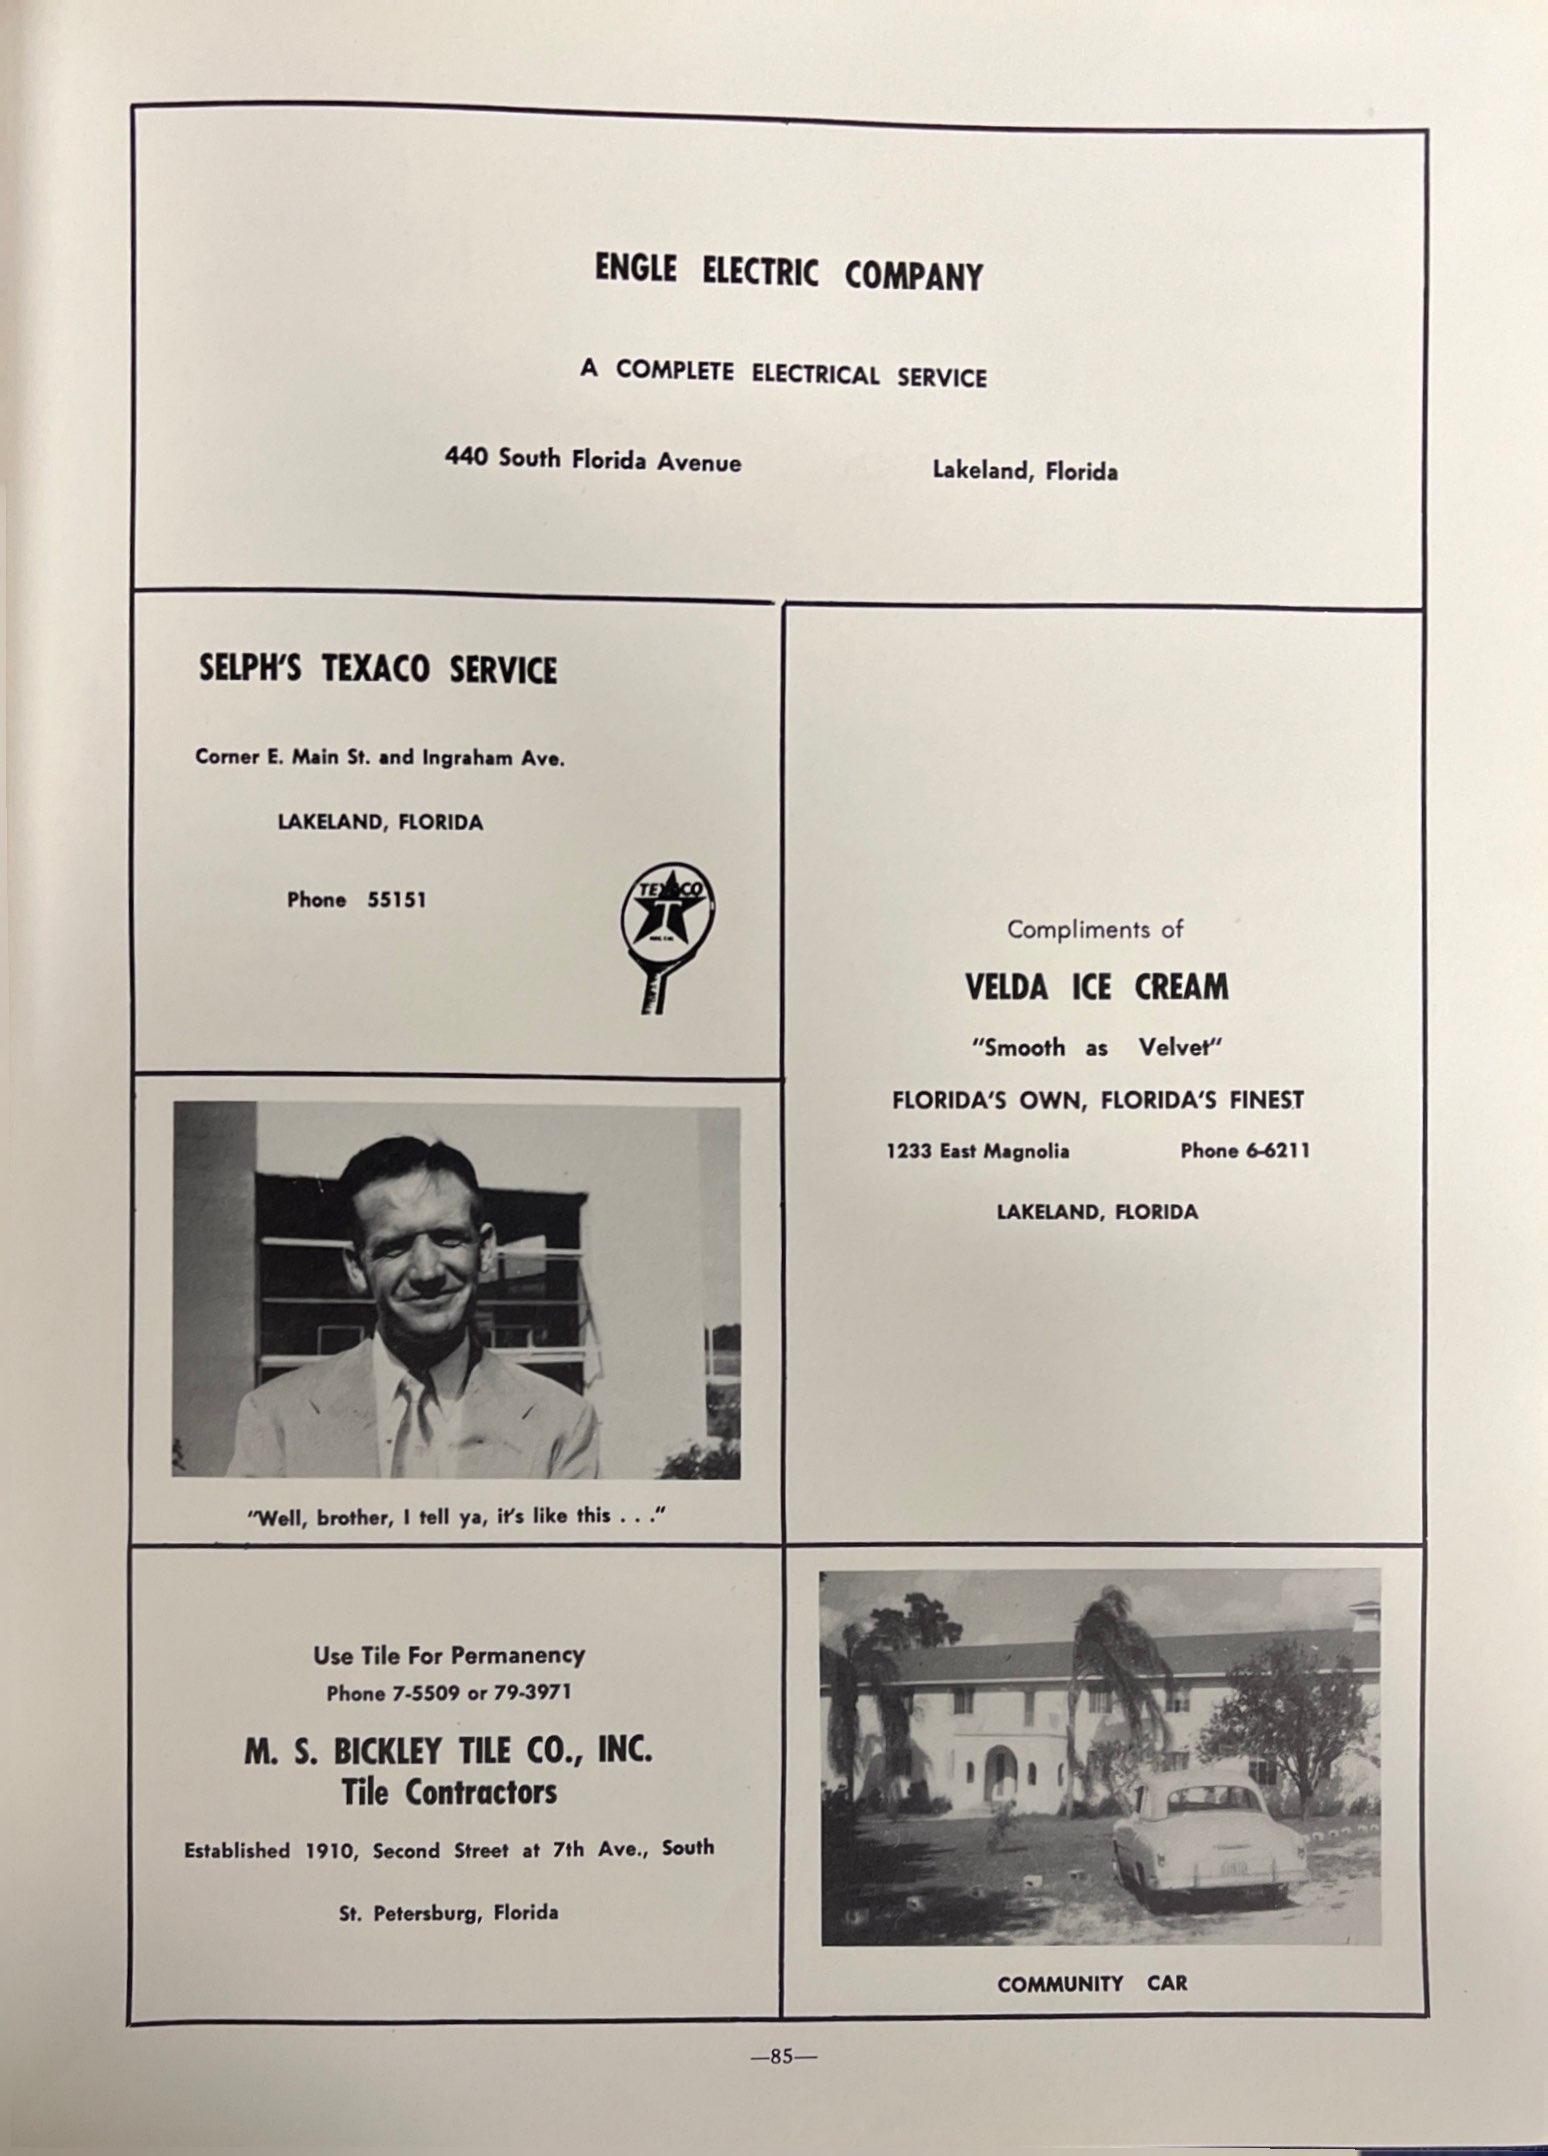 ENGLE ELECTRIC COMPANY
A COMPLETE ELECTRICAL SERVICE
440 South Florida Avenue Lakeland, Florida
SELPH'S TEXACO SERVICE
Corner E. Main St. and Ingraham Ave.
LAKELAND, FLORIDA
Phone 55151
TEXACO
T
"Well, brother, I tell ya, it's like this . . ."
Compliments of
VELDA ICE CREAM
"Smooth as Velvet"
FLORIDA'S OWN, FLORIDA'S FINEST
1233 East Magnolia Phone 6-6211
LAKELAND, FLORIDA
Use Tile For Permanency
Phone 7-5509 or 79-3971
M. S. BICKLEY TILE CO., INC.
Tile Contractors
Established 1910, Second Street at 7th Ave., South
St. Petersburg, Florida
COMMUNITY CAR
—85—